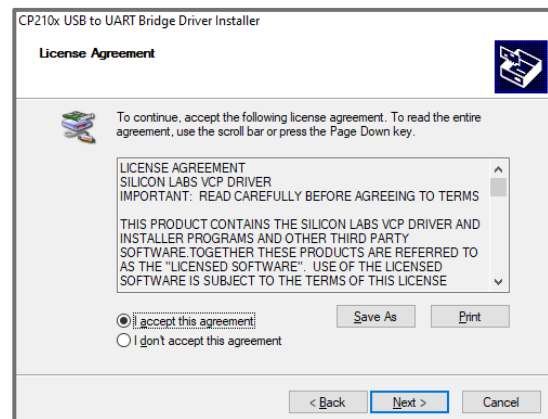 CP210x USB to UART Bridge Driver Installer
License Agreement
To continue, accept the following license agreement. To read the entire
agreement, use the scroll bar or press the Page Down key.
LICENSE AGREEMENT
SILICON LABS VCP DRIVER
IMPORTANT: READ CAREFULLY BEFORE AGREEING TO TERMS
THIS PRODUCT CONTAINS THE SILICON LABS VCP DRIVER AND
INSTALLER PROGRAMS AND OTHER THIRD PARTY
SOFTWARE.TOGETHER THESE PRODUCTS ARE REFERRED TO
AS THE "LICENSED SOFTWARE". USE OF THE LICENSED
SOFTWARE IS SUBJECT TO THE TERMS OF THIS LICENSE
I accept this agreement
Save As
Print
I don't accept this agreement
< Back
Next >
Cancel